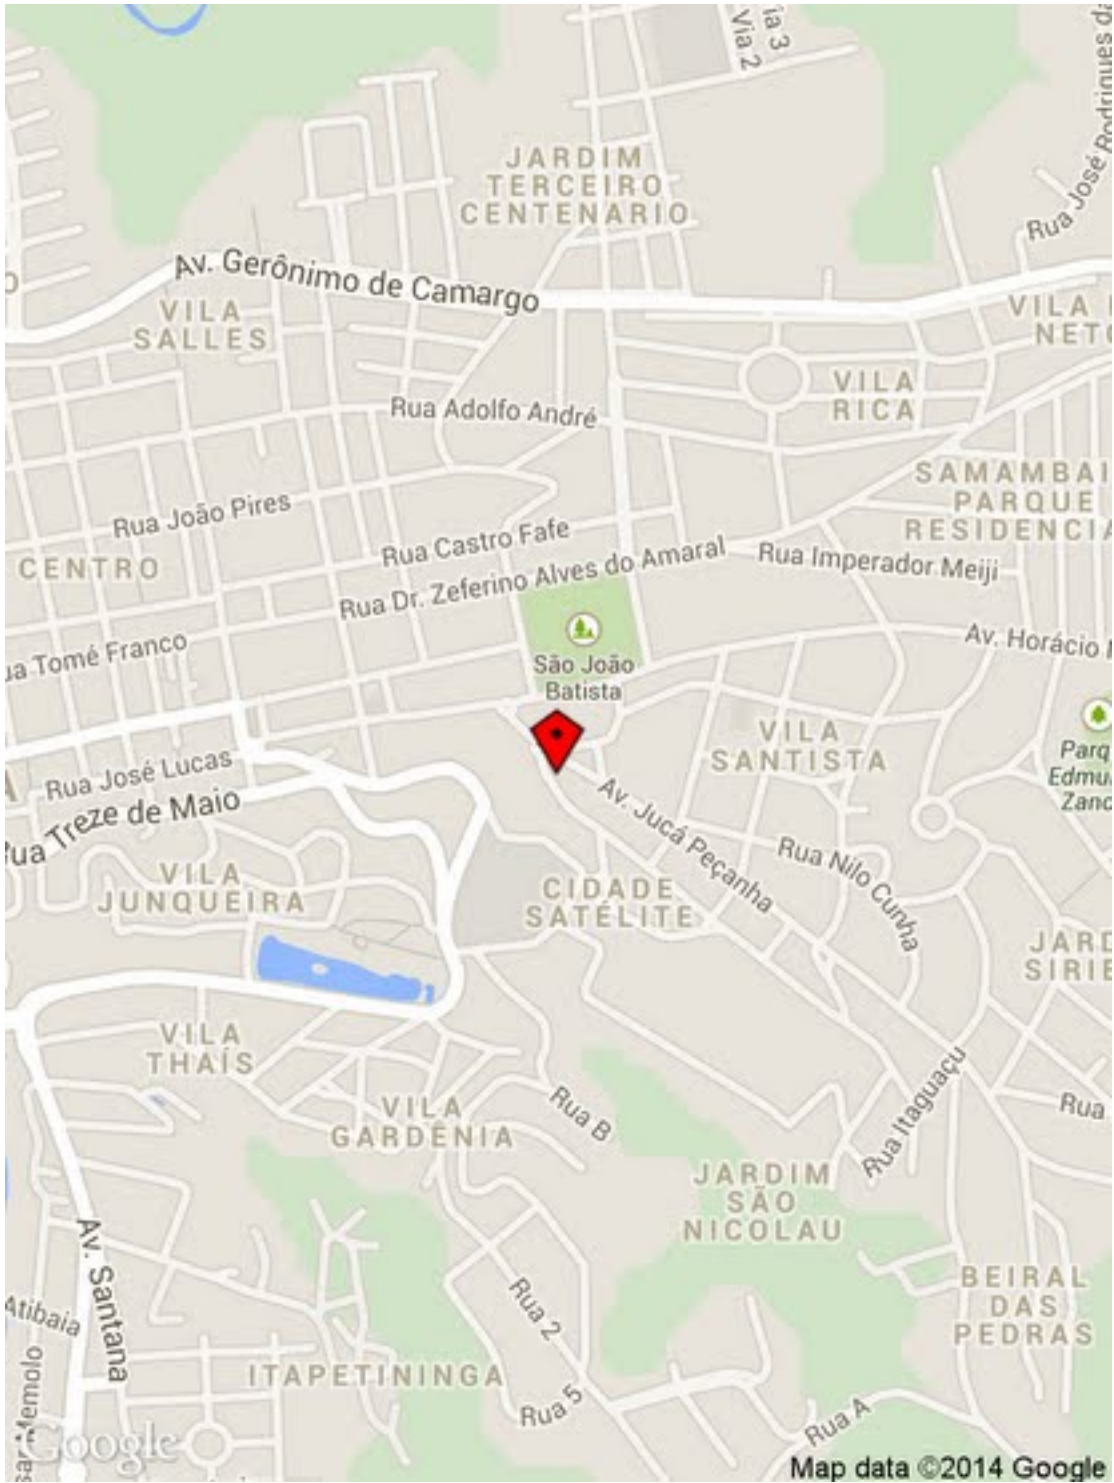 Via 3
Via 2
JARDIM
TERCEIRO
CENTENARIO
Rua José Rodrigues da
Av. Gerônimo de Camargo
VILA
SALLES
VILA
NETO
VILA
RICA
Rua Adolfo André
SAMAMBAI
PARQUE
RESIDENCIA
Rua João Pires
Rua Castro Fafe
CENTRO
Rua Dr. Zeferino Alves do Amaral
Rua Imperador Meiji
ua Tomé Franco
Av. Horácio
São João
Batista
VILA
SANTISTA
Parq
Edmu
Zano
Rua José Lucas
Rua Treze de Maio
Av. Jucá Peçanha
Rua Nilo Cunha
VILA
JUNQUEIRA
CIDADE
SATÉLITE
JARD
SIRIE
VILA
THAÍS
Rua Itaguaçu
Rua B
Rua
VILA
GARDÊNIA
JARDIM
SÃO
NICOLAU
Av. Santana
Atibaia
BEIRAL
DAS
PEDRAS
Rua 2
ITAPETININGA
Rua 5
Rua A
sar Memolo
Google
Map data ©2014 Google